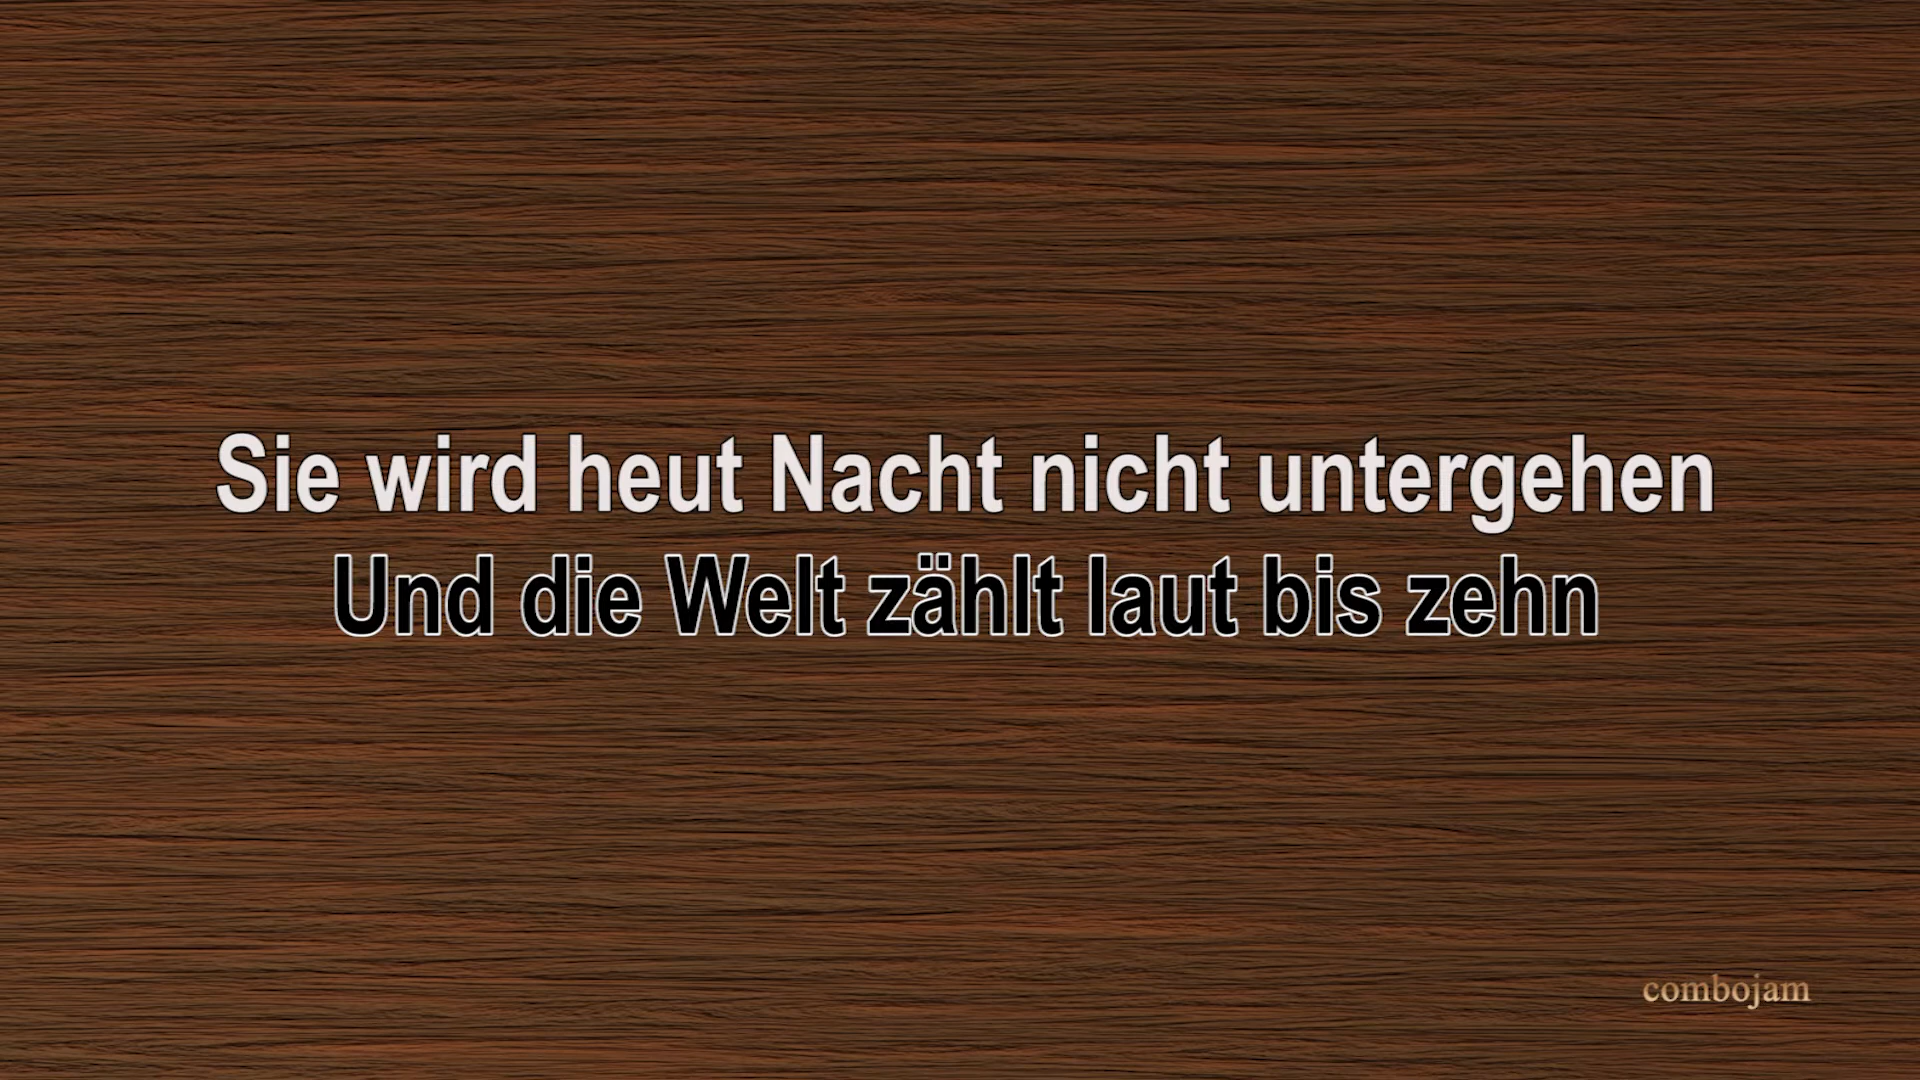 Sie wird heut Nacht nicht untergehen
Und die Welt zählt laut bis zehn
combojam